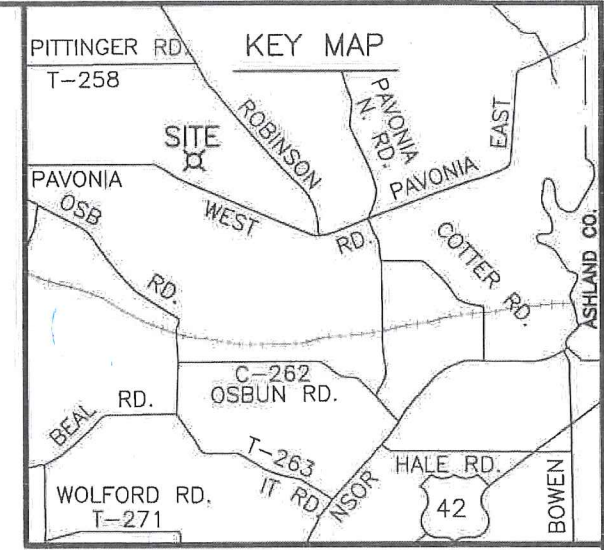 KEY MAP
PITTINGER RD.
T-258
SITE
ROBINSON
PAVONIA
N. RD.
PAVONIA
EAST
PAVONIA
WEST
RD.
OSB
RD.
COTTER RD.
ASHLAND CO.
C-262
OSBUN RD.
BEAL
RD.
T-263
IT RD.
NSOR
HALE RD.
42
BOWEN
WOLFORD RD.
T-271